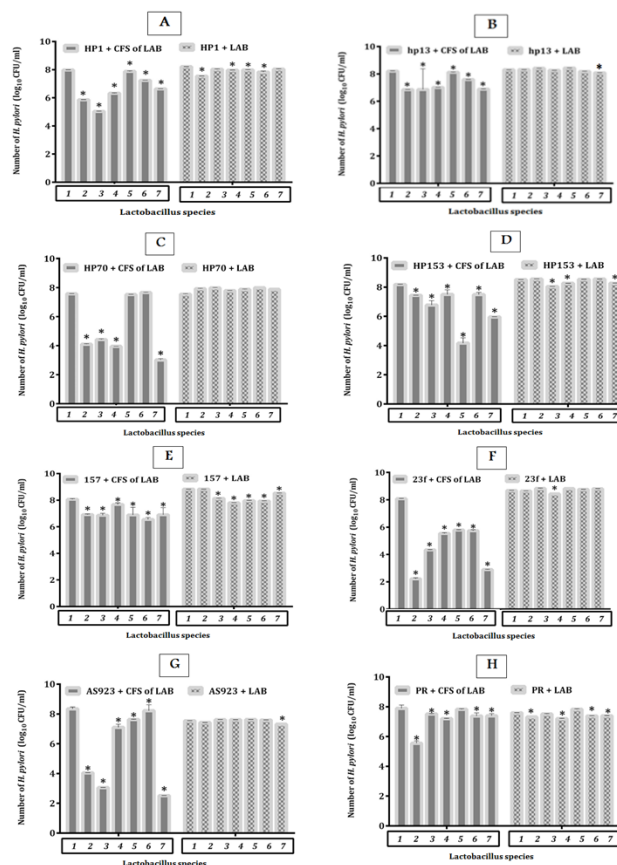 A
HP1 + CFS of LAB HP1 + LAB
Number of H. pylori (log10 CFU/ml)
10
8
6
4
2
0
* * * * * * * * * * *
1 2 3 4 5 6 7 1 2 3 4 5 6 7
Lactobacillus species
B
hp13 + CFS of LAB hp13 + LAB
Number of H. pylori (log10 CFU/ml)
10
8
6
4
2
0
* * * * * * *
1 2 3 4 5 6 7 1 2 3 4 5 6 7
Lactobacillus species
C
HP70 + CFS of LAB HP70 + LAB
Number of H. pylori (log10 CFU/ml)
10
8
6
4
2
0
* * * *
1 2 3 4 5 6 7 1 2 3 4 5 6 7
Lactobacillus species
D
HP153 + CFS of LAB HP153 + LAB
Number of H. pylori (log10 CFU/ml)
10
8
6
4
2
0
* * * * * * * * *
1 2 3 4 5 6 7 1 2 3 4 5 6 7
Lactobacillus species
E
157 + CFS of LAB 157 + LAB
Number of H. pylori (log10 CFU/ml)
10
8
6
4
2
0
* * * * * * * * * * *
1 2 3 4 5 6 7 1 2 3 4 5 6 7
Lactobacillus species
F
23f + CFS of LAB 23f + LAB
Number of H. pylori (log10 CFU/ml)
10
8
6
4
2
0
* * * * * * *
1 2 3 4 5 6 7 1 2 3 4 5 6 7
Lactobacillus species
G
AS923 + CFS of LAB AS923 + LAB
Number of H. pylori (log10 CFU/ml)
10
8
6
4
2
0
* * * * * * *
1 2 3 4 5 6 7 1 2 3 4 5 6 7
Lactobacillus species
H
PR + CFS of LAB PR + LAB
Number of H. pylori (log10 CFU/ml)
10
8
6
4
2
0
* * * * * * * * *
1 2 3 4 5 6 7 1 2 3 4 5 6 7
Lactobacillus species